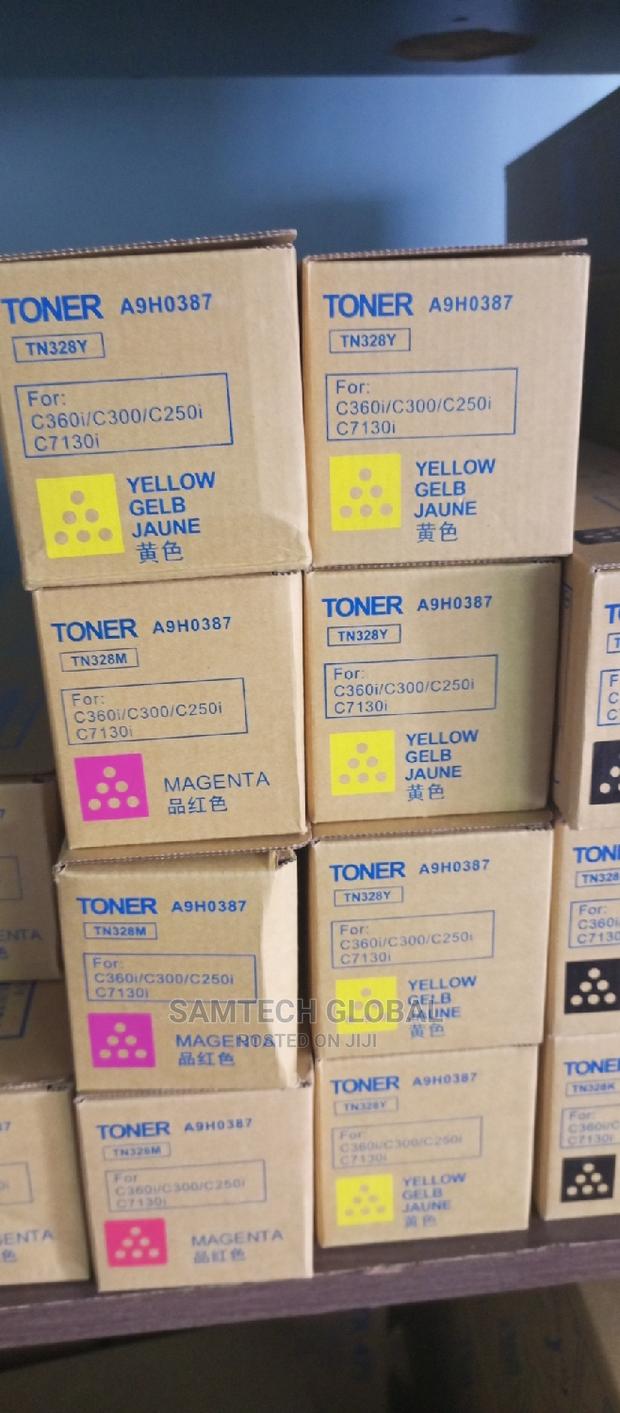 TONER A9H0387
TN328Y
For:
C360i/C300/C250i
C7130i
YELLOW
GELB
JAUNE
黄色
TONER A9H0387
TN328Y
For:
C360i/C300/C250i
C7130i
YELLOW
GELB
JAUNE
黄色
TONER A9H0387
TN328M
For:
C360i/C300/C250i
C7130i
MAGENTA
品红色
TONER A9H0387
TN328Y
For:
C360i/C300/C250i
C7130i
YELLOW
GELB
JAUNE
黄色
TONER A9H0387
TN328M
For:
C360i/C300/C250i
C7130i
MAGENTA
品红色
TONER A9H0387
TN328Y
For:
C360i/C300/C250i
C7130i
YELLOW
GELB
JAUNE
黄色
SAMTECH GLOBAL
POSTED ON JIJI
TONER A9H0387
TN328M
For
C360i/C300/C250i
C7130i
MAGENTA
品红色
TONER A9H0387
TN328Y
For:
C360i/C300/C250i
C7130i
YELLOW
GELB
JAUNE
黄色
TN328K
For: